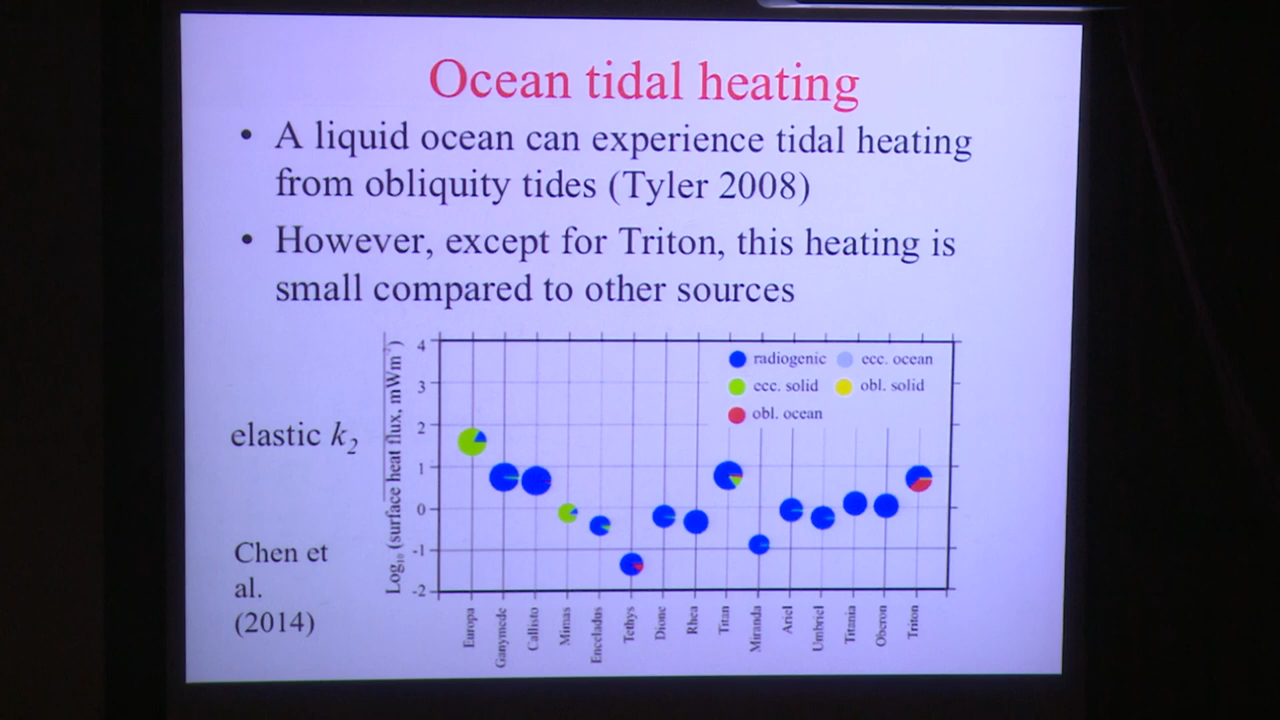 Ocean tidal heating
• A liquid ocean can experience tidal heating
from obliquity tides (Tyler 2008)
• However, except for Triton, this heating is
small compared to other sources
elastic k₂
Chen et
al.
(2014)
Log₁₀ (surface heat flux, mWm⁻²)
4
3
2
1
0
-1
-2
radiogenic
ecc. ocean
ecc. solid
obl. solid
obl. ocean
Europa
Ganymede
Callisto
Mimas
Enceladus
Tethys
Dione
Rhea
Titan
Miranda
Ariel
Umbriel
Titania
Oberon
Triton